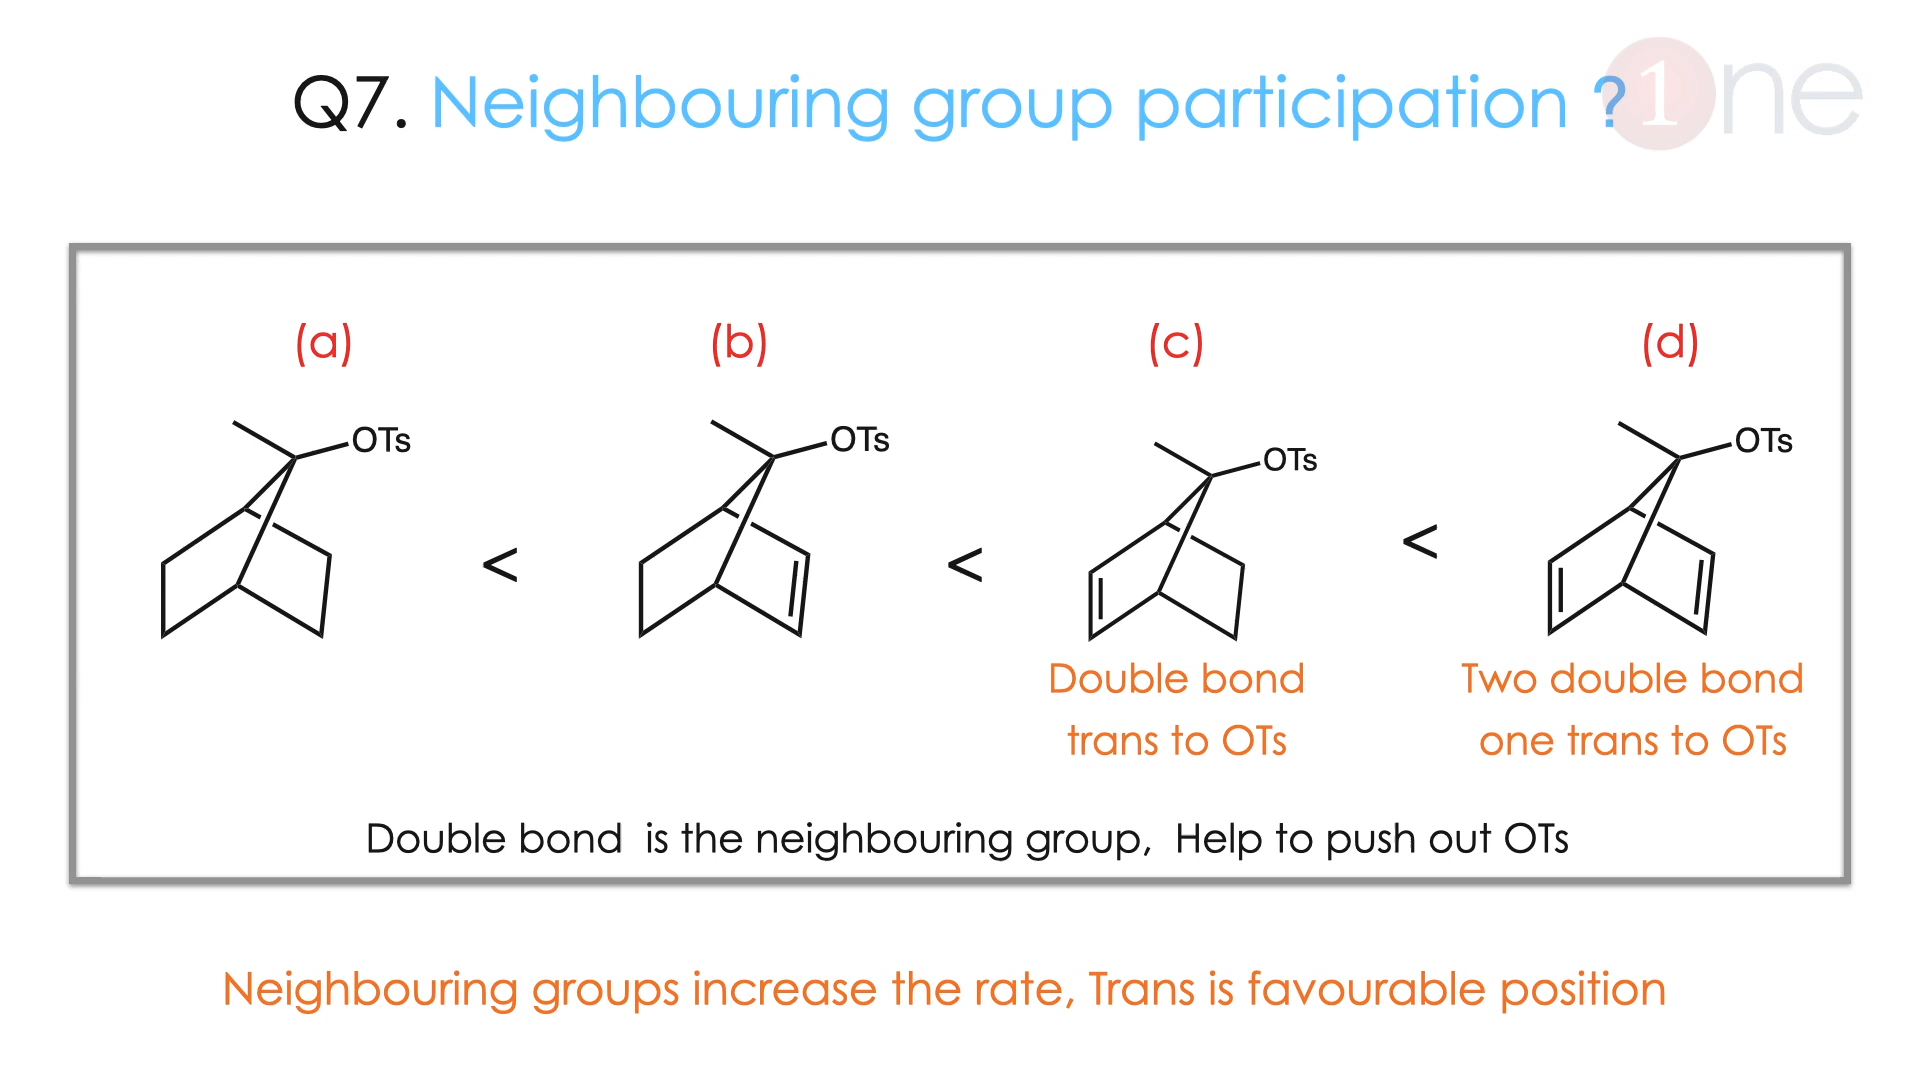 Q7. Neighbouring group participation ?
1ne
(a) (b) (c) (d)
OTs OTs OTs OTs
< < <
Double bond
trans to OTs
Two double bond
one trans to OTs
Double bond is the neighbouring group, Help to push out OTs
Neighbouring groups increase the rate, Trans is favourable position